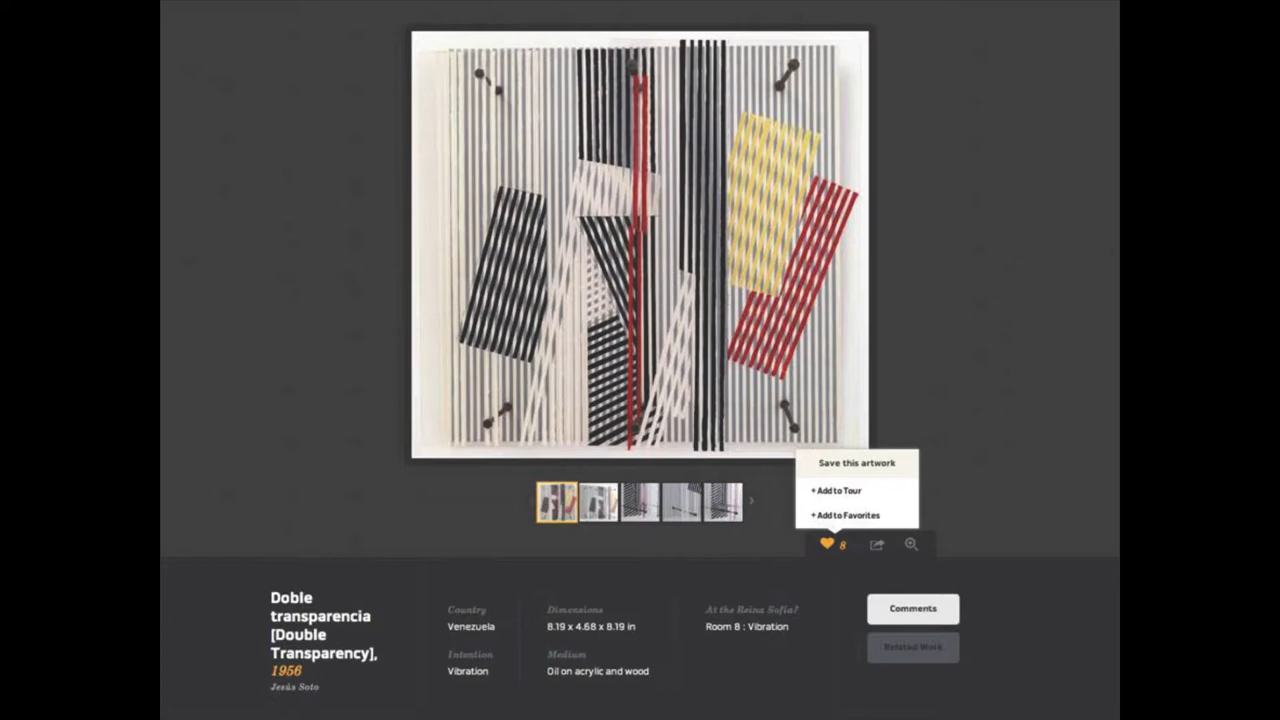 Save this artwork
+ Add to Tour
+ Add to Favorites
8
Doble
transparencia
[Double
Transparency],
1956
Jesús Soto
Country
Venezuela
Intention
Vibration
Dimensions
8.19 x 4.68 x 8.19 in
Medium
Oil on acrylic and wood
At the Reina Sofía?
Room 8 : Vibration
Comments
Related Work